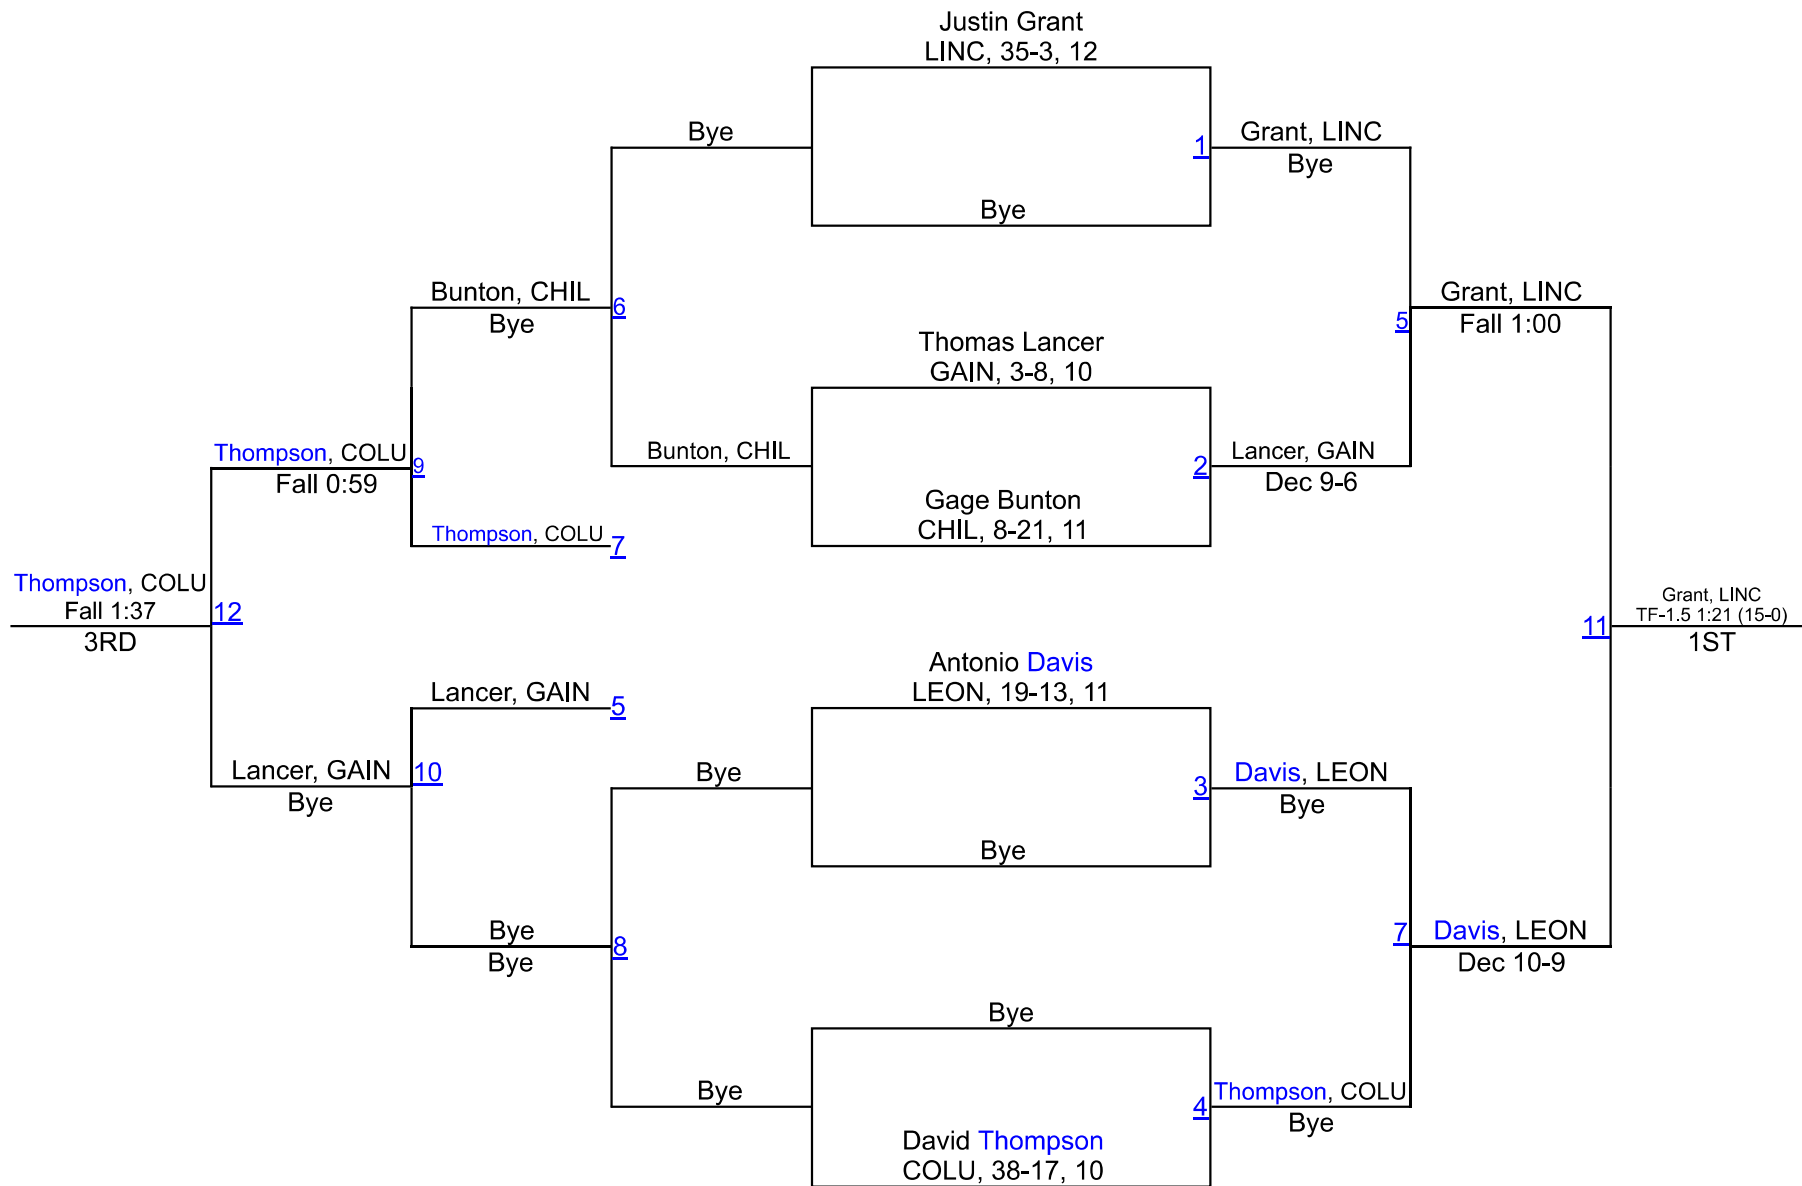 Justin Grant
LINC, 35-3, 12
Bye
1
Grant, LINC
Bye
Bye
Bunton, CHIL
Bye
6
Grant, LINC
Fall 1:00
5
Thomas Lancer
GAIN, 3-8, 10
Thompson, COLU
Fall 0:59
9
Bunton, CHIL
2
Lancer, GAIN
Dec 9-6
Gage Bunton
CHIL, 8-21, 11
Thompson, COLU
7
Thompson, COLU
Fall 1:37
3RD
12
11
Grant, LINC
TF-1.5 1:21 (15-0)
1ST
Antonio Davis
LEON, 19-13, 11
Lancer, GAIN
5
Lancer, GAIN
Bye
10
Bye
3
Davis, LEON
Bye
Bye
Bye
Bye
8
7
Davis, LEON
Dec 10-9
Bye
Bye
4
Thompson, COLU
Bye
David Thompson
COLU, 38-17, 10